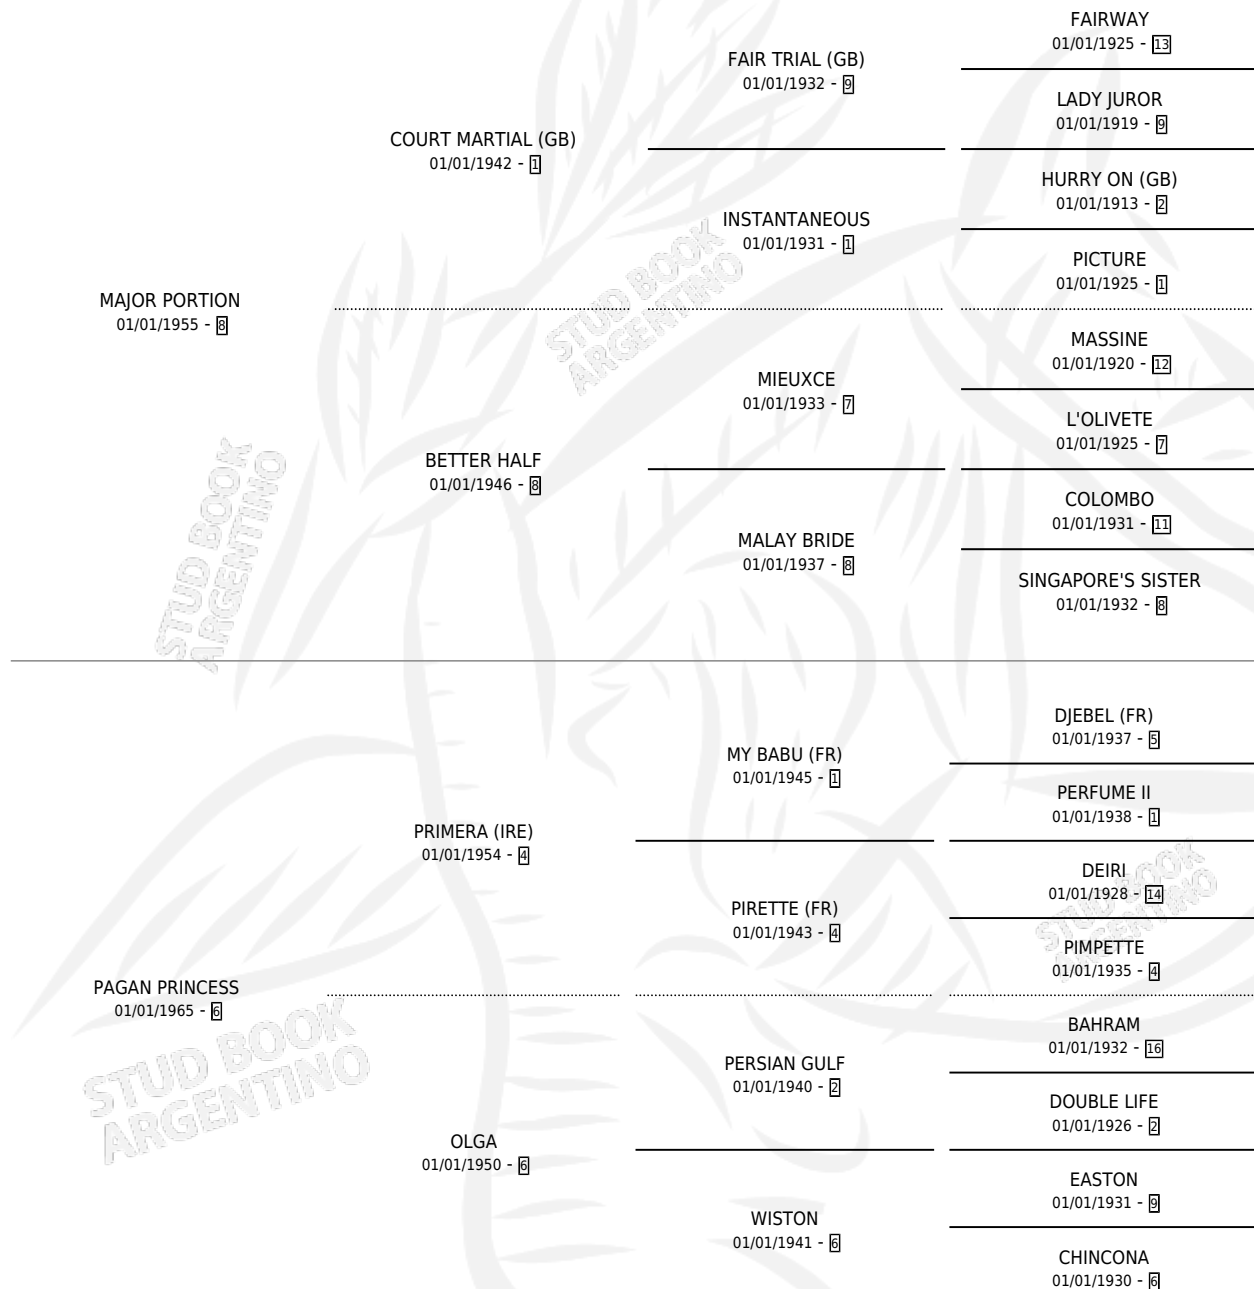 FAIRWAY
01/01/1925 - 13
FAIR TRIAL (GB)
01/01/1932 - 9
LADY JUROR
01/01/1919 - 9
COURT MARTIAL (GB)
01/01/1942 - 1
HURRY ON (GB)
01/01/1913 - 2
INSTANTANEOUS
01/01/1931 - 1
PICTURE
01/01/1925 - 1
MAJOR PORTION
01/01/1955 - 8
MASSINE
01/01/1920 - 12
MIEUXCE
01/01/1933 - 7
L'OLIVETE
01/01/1925 - 7
BETTER HALF
01/01/1946 - 8
COLOMBO
01/01/1931 - 11
MALAY BRIDE
01/01/1937 - 8
SINGAPORE'S SISTER
01/01/1932 - 8
DJEBEL (FR)
01/01/1937 - 5
MY BABU (FR)
01/01/1945 - 1
PERFUME II
01/01/1938 - 1
PRIMERA (IRE)
01/01/1954 - 4
DEIRI
01/01/1928 - 14
PIRETTE (FR)
01/01/1943 - 4
PIMPETTE
01/01/1935 - 4
PAGAN PRINCESS
01/01/1965 - 6
BAHRAM
01/01/1932 - 16
PERSIAN GULF
01/01/1940 - 2
DOUBLE LIFE
01/01/1926 - 2
OLGA
01/01/1950 - 6
EASTON
01/01/1931 - 9
WISTON
01/01/1941 - 6
CHINCONA
01/01/1930 - 6
STUD BOOK
ARGENTINO
STUD BOOK
ARGENTINO
STUD BOOK
ARGENTINO
STUD BOOK
ARGENTINO